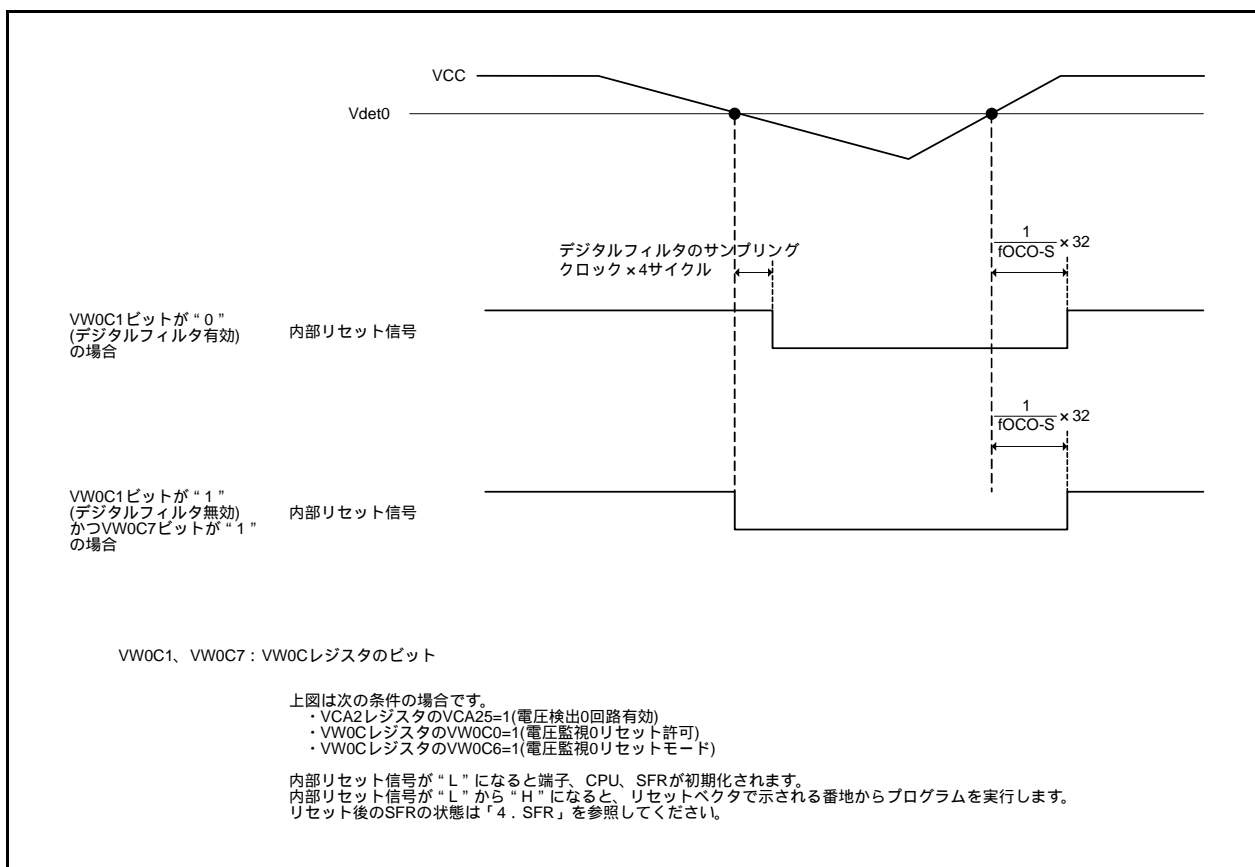 VCC
Vdet0
デジタルフィルタのサンプリング
クロック×4サイクル
1
fOCO-S
×32
VW0C1ビットが“0”
(デジタルフィルタ有効)
の場合
内部リセット信号
1
fOCO-S
×32
VW0C1ビットが“1”
(デジタルフィルタ無効)
かつVW0C7ビットが“1”
の場合
内部リセット信号
VW0C1、VW0C7：VW0Cレジスタのビット
上図は次の条件の場合です。
・VCA2レジスタのVCA25=1(電圧検出0回路有効)
・VW0CレジスタのVW0C0=1(電圧監視0リセット許可)
・VW0CレジスタのVW0C6=1(電圧監視0リセットモード)
内部リセット信号が“L”になると端子、CPU、SFRが初期化されます。
内部リセット信号が“L”から“H”になると、リセットベクタで示される番地からプログラムを実行します。
リセット後のSFRの状態は「4．SFR」を参照してください。